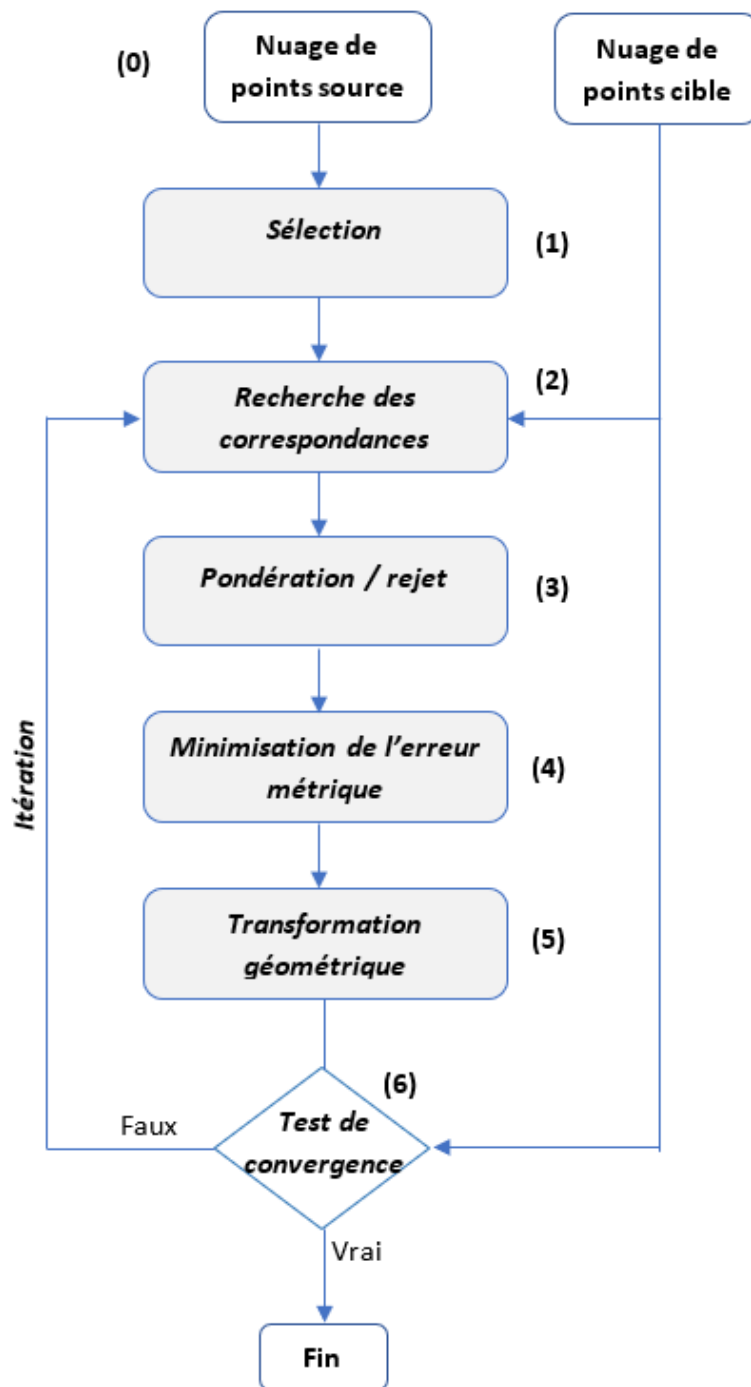 (0)
Nuage de
points source
Nuage de
points cible
Sélection
(1)
Recherche des
correspondances
(2)
Pondération / rejet
(3)
Minimisation de l'erreur
métrique
(4)
Itération
Transformation
géométrique
(5)
(6)
Test de
convergence
Faux
Vrai
Fin